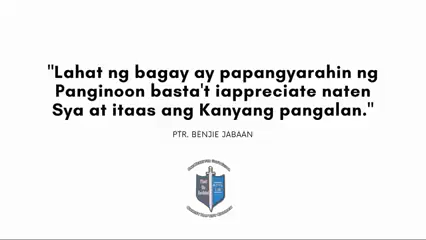 "Lahat ng bagay ay papangyarihin ng
Panginoon basta't iappreciate naten
Sya at itaas ang Kanyang pangalan."
PTR. BENJIE JABAAN